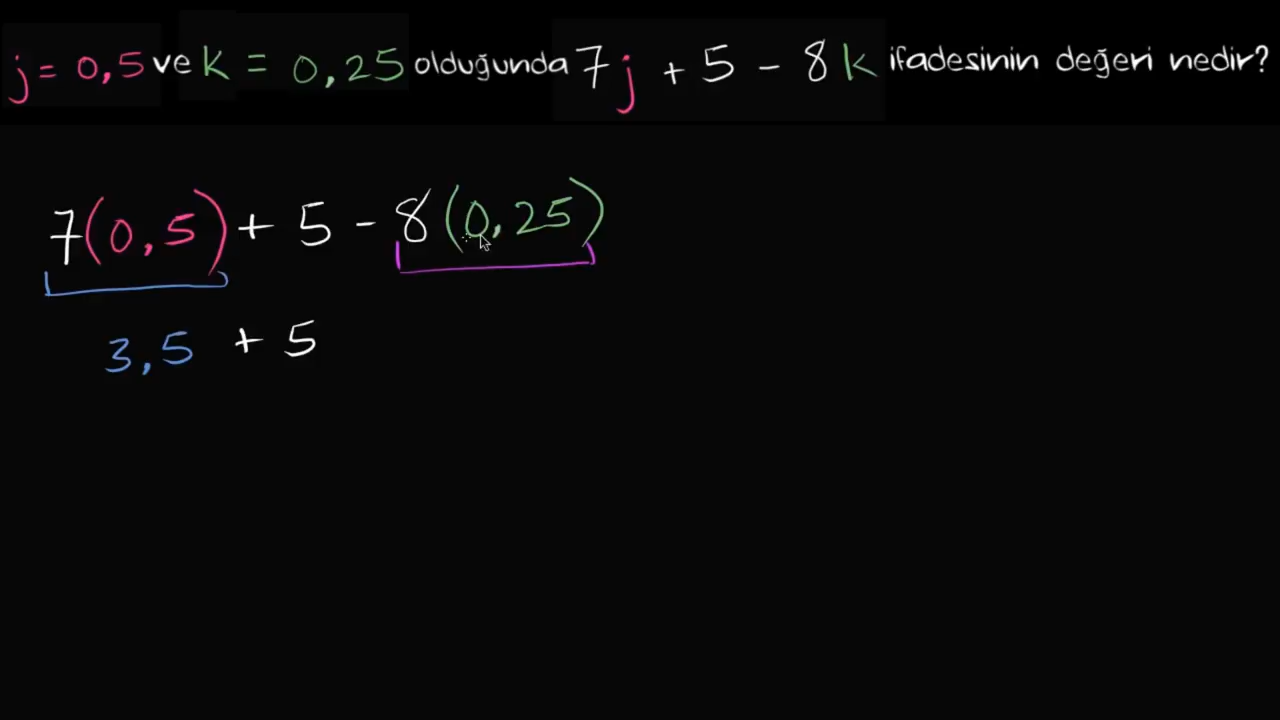 j = 0,5 ve k = 0,25 olduğunda 7j + 5 - 8k ifadesinin değeri nedir?
7(0,5) + 5 - 8(0,25)
3,5 + 5